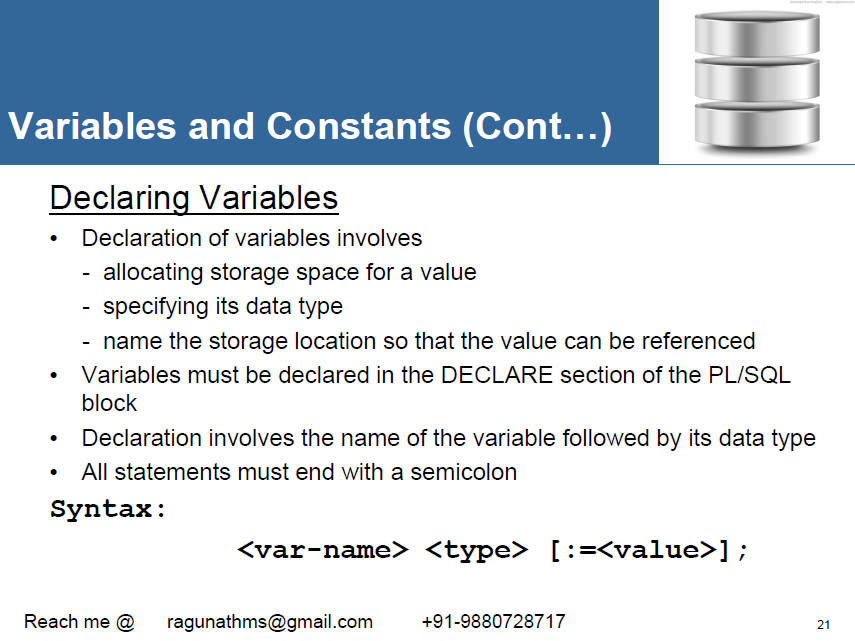 Variables and Constants (Cont…)
Declaring Variables
• Declaration of variables involves
- allocating storage space for a value
- specifying its data type
- name the storage location so that the value can be referenced
• Variables must be declared in the DECLARE section of the PL/SQL
block
• Declaration involves the name of the variable followed by its data type
• All statements must end with a semicolon
Syntax:
<var-name> <type> [:=<value>];
Reach me @ ragunathms@gmail.com +91-9880728717
21